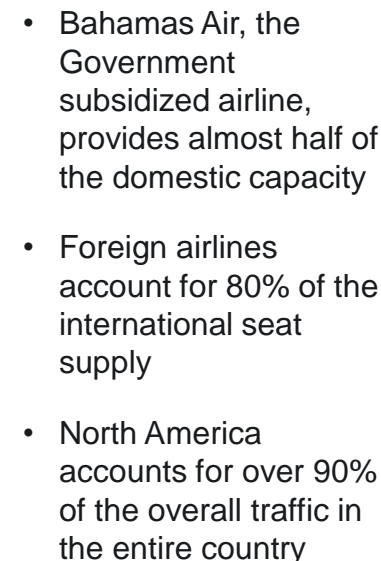 • Bahamas Air, the
Government
subsidized airline,
provides almost half of
the domestic capacity
• Foreign airlines
account for 80% of the
international seat
supply
• North America
accounts for over 90%
of the overall traffic in
the entire country